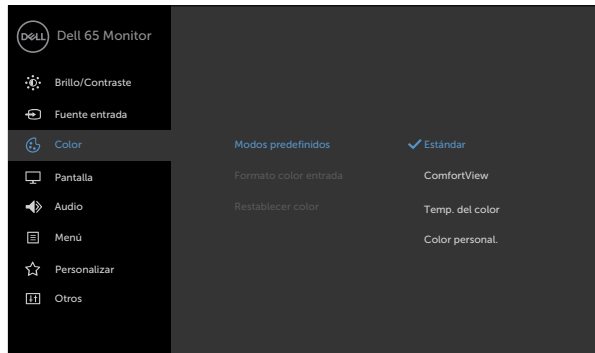 DELL Dell 65 Monitor
Brillo/Contraste
Fuente entrada
Color Modos predefinidos Estándar
Pantalla Formato color entrada ComfortView
Audio Restablecer color Temp. del color
Menú Color personal.
Personalizar
Otros